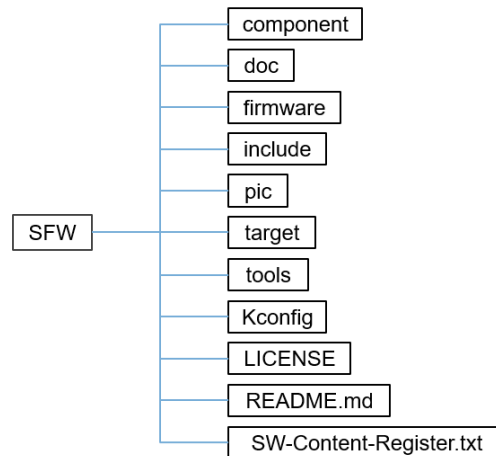 component
doc
firmware
include
pic
SFW
target
tools
Kconfig
LICENSE
README.md
SW-Content-Register.txt